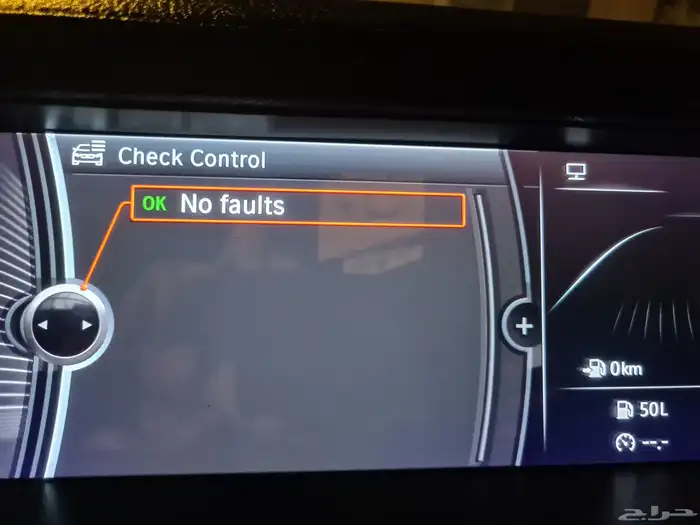 Check Control
OK No faults
0km
50L
--.-
حراج